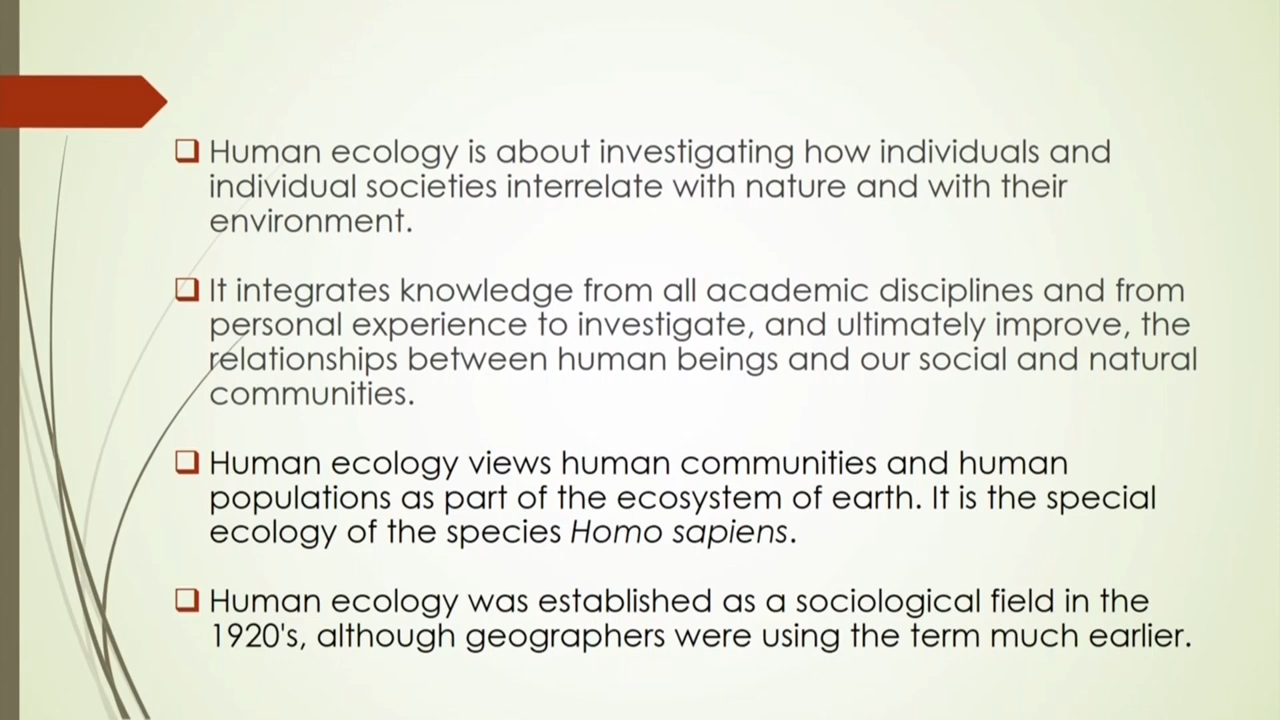 Human ecology is about investigating how individuals and
individual societies interrelate with nature and with their
environment.
It integrates knowledge from all academic disciplines and from
personal experience to investigate, and ultimately improve, the
relationships between human beings and our social and natural
communities.
Human ecology views human communities and human
populations as part of the ecosystem of earth. It is the special
ecology of the species Homo sapiens.
Human ecology was established as a sociological field in the
1920's, although geographers were using the term much earlier.